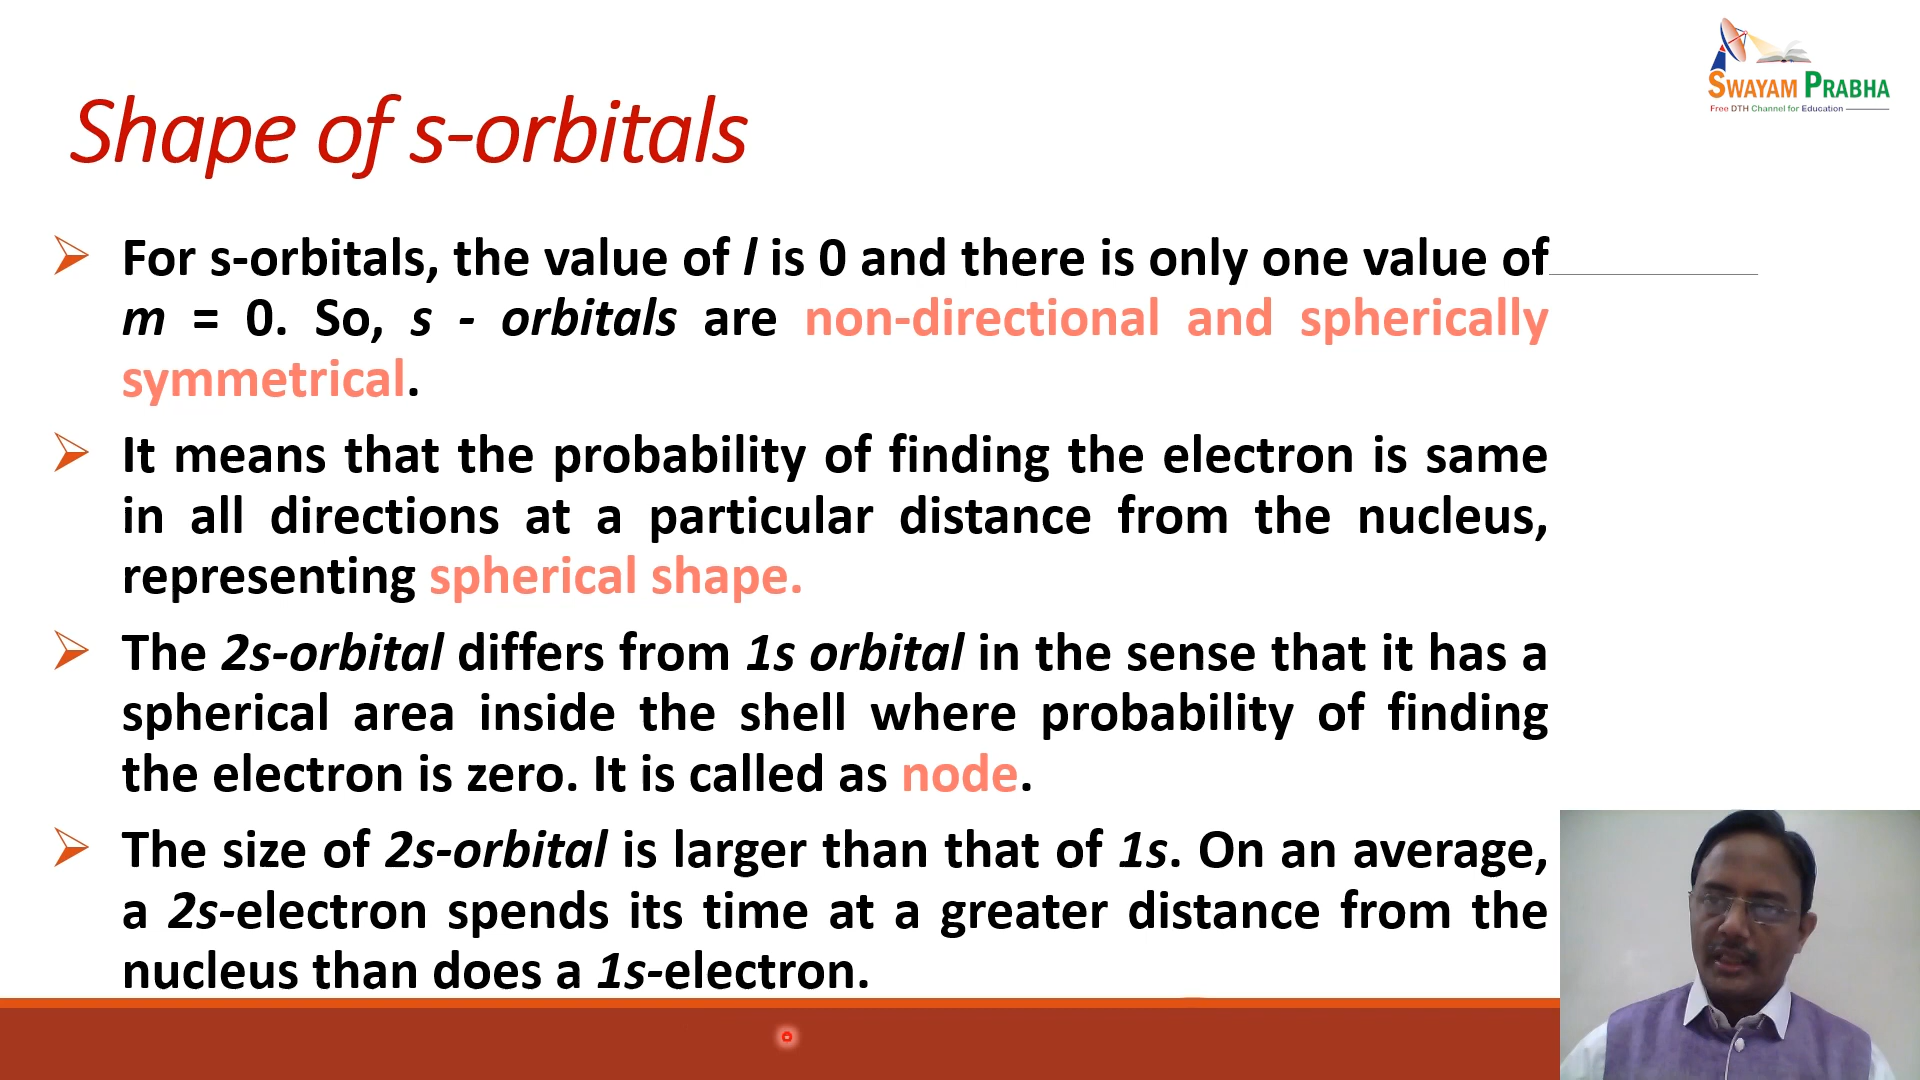 SWAYAM PRABHA
Free DTH Channel for Education
Shape of s-orbitals
For s-orbitals, the value of l is 0 and there is only one value of
m = 0. So, s - orbitals are non-directional and spherically
symmetrical.
It means that the probability of finding the electron is same
in all directions at a particular distance from the nucleus,
representing spherical shape.
The 2s-orbital differs from 1s orbital in the sense that it has a
spherical area inside the shell where probability of finding
the electron is zero. It is called as node.
The size of 2s-orbital is larger than that of 1s. On an average,
a 2s-electron spends its time at a greater distance from the
nucleus than does a 1s-electron.